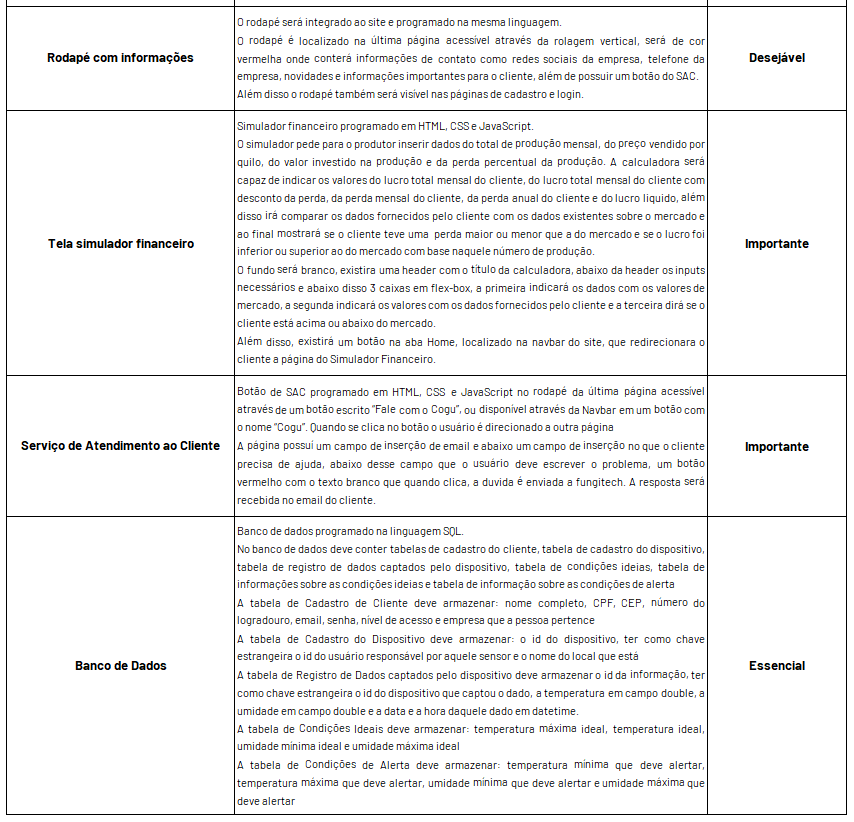 O rodapé será integrado ao site e programado na mesma linguagem.
O rodapé é localizado na última página acessível através da rolagem vertical, será de cor
vermelha onde conterá informações de contato como redes sociais da empresa, telefone da
empresa, novidades e informações importantes para o cliente, além de possuir um botão do SAC.
Além disso o rodapé também será visível nas páginas de cadastro e login.
Rodapé com informações
Desejável
Simulador financeiro programado em HTML, CSS e JavaScript.
O simulador pede para o produtor inserir dados do total de produção mensal, do preço vendido por
quilo, do valor investido na produção e da perda percentual da produção. A calculadora será
capaz de indicar os valores do lucro total mensal do cliente, do lucro total mensal do cliente com
desconto da perda, da perda mensal do cliente, da perda anual do cliente e do lucro liquido, além
disso irá comparar os dados fornecidos pelo cliente com os dados existentes sobre o mercado e
ao final mostrará se o cliente teve uma perda maior ou menor que a do mercado e se o lucro foi
inferior ou superior ao do mercado com base naquele número de produção.
O fundo será branco, existira uma header com o título da calculadora, abaixo da header os inputs
necessários e abaixo disso 3 caixas em flex-box, a primeira indicará os dados com os valores de
mercado, a segunda indicará os valores com os dados fornecidos pelo cliente e a terceira dirá se o
cliente está acima ou abaixo do mercado.
Além disso, existirá um botão na aba Home, localizado na navbar do site, que redirecionara o
cliente a página do Simulador Financeiro.
Tela simulador financeiro
Importante
Botão de SAC programado em HTML, CSS e JavaScript no rodapé da última página acessível
através de um botão escrito “Fale com o Cogu”, ou disponível através da Navbar em um botão com
o nome “Cogu”. Quando se clica no botão o usuário é direcionado a outra página
A página possuí um campo de inserção de email e abaixo um campo de inserção no que o cliente
precisa de ajuda, abaixo desse campo que o usuário deve escrever o problema, um botão
vermelho com o texto branco que quando clica, a duvida é enviada a fungitech. A resposta será
recebida no email do cliente.
Serviço de Atendimento ao Cliente
Importante
Banco de dados programado na linguagem SQL.
No banco de dados deve conter tabelas de cadastro do cliente, tabela de cadastro do dispositivo,
tabela de registro de dados captados pelo dispositivo, tabela de condições ideias, tabela de
informações sobre as condições ideias e tabela de informação sobre as condições de alerta
A tabela de Cadastro de Cliente deve armazenar: nome completo, CPF, CEP, número do
logradouro, email, senha, nível de acesso e empresa que a pessoa pertence
A tabela de Cadastro do Dispositivo deve armazenar: o id do dispositivo, ter como chave
estrangeira o id do usuário responsável por aquele sensor e o nome do local que está
A tabela de Registro de Dados captados pelo dispositivo deve armazenar o id da informação, ter
como chave estrangeira o id do dispositivo que captou o dado, a temperatura em campo double, a
umidade em campo double e a data e a hora daquele dado em datetime.
A tabela de Condições Ideais deve armazenar: temperatura máxima ideal, temperatura ideal,
umidade mínima ideal e umidade máxima ideal
A tabela de Condições de Alerta deve armazenar: temperatura mínima que deve alertar,
temperatura máxima que deve alertar, umidade mínima que deve alertar e umidade máxima que
deve alertar
Banco de Dados
Essencial